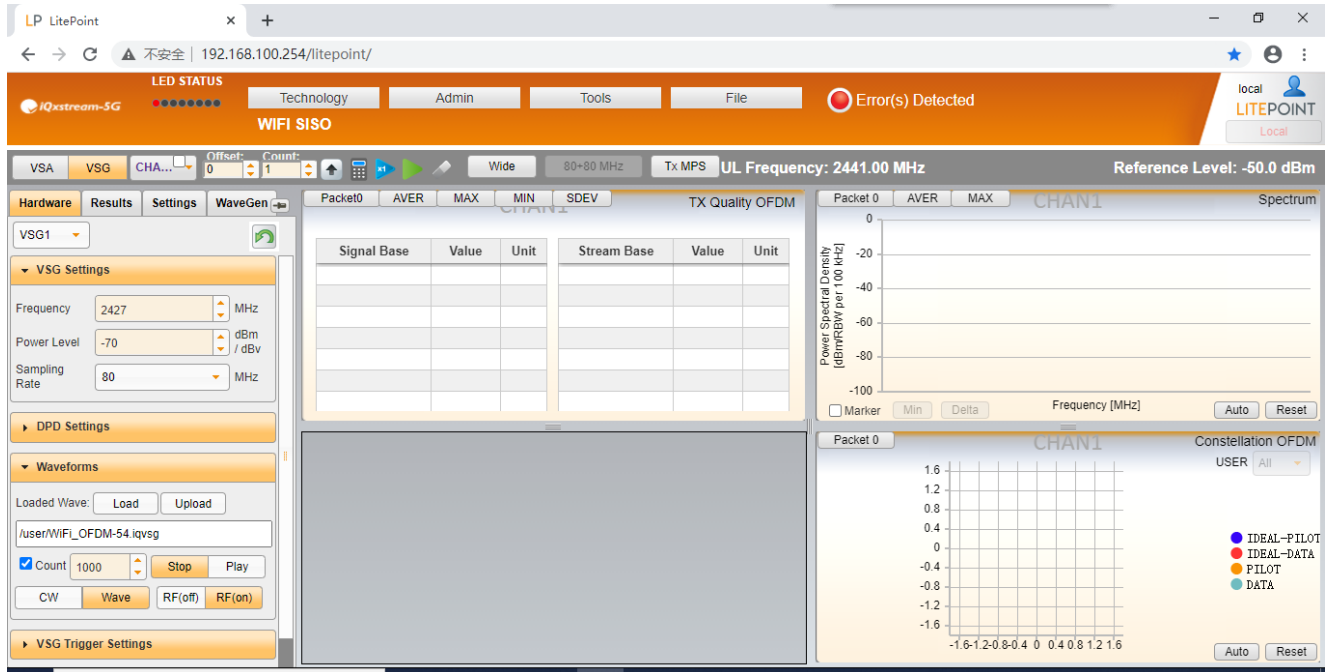 LP LitePoint
不安全 192.168.100.254/litepoint/
IQxstream-5G
LED STATUS
Technology Admin Tools File
WIFI SISO
Error(s) Detected
local
LITEPOINT
Local
VSA VSG CHA... Offset: 0 Count: 1 x1 Wide 80+80 MHz Tx MPS UL Frequency: 2441.00 MHz Reference Level: -50.0 dBm
Hardware Results Settings WaveGen
VSG1
VSG Settings
Frequency 2427 MHz
Power Level -70 dBm / dBv
Sampling Rate 80 MHz
DPD Settings
Waveforms
Loaded Wave: Load Upload
/user/WiFi_OFDM-54.iqvsg
Count 1000 Stop Play
CW Wave RF(off) RF(on)
VSG Trigger Settings
Packet0 AVER MAX MIN SDEV CHAN1 TX Quality OFDM
Signal Base Value Unit Stream Base Value Unit
Packet 0 AVER MAX CHAN1 Spectrum
Power Spectral Density
[dBm/RBW per 100 kHz]
0
-20
-40
-60
-80
-100
Marker Min Delta Frequency [MHz] Auto Reset
Packet 0 CHAN1 Constellation OFDM
USER All
1.6
1.2
0.8
0.4
0
-0.4
-0.8
-1.2
-1.6
-1.6 -1.2 -0.8 -0.4 0 0.4 0.8 1.2 1.6
IDEAL-PILOT
IDEAL-DATA
PILOT
DATA
Auto Reset